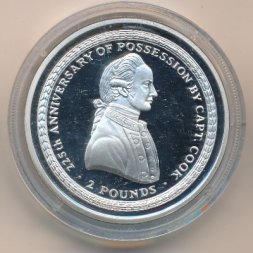 225th ANNIVERSARY OF POSSESSION BY CAPT. COOK
· 2 POUNDS ·